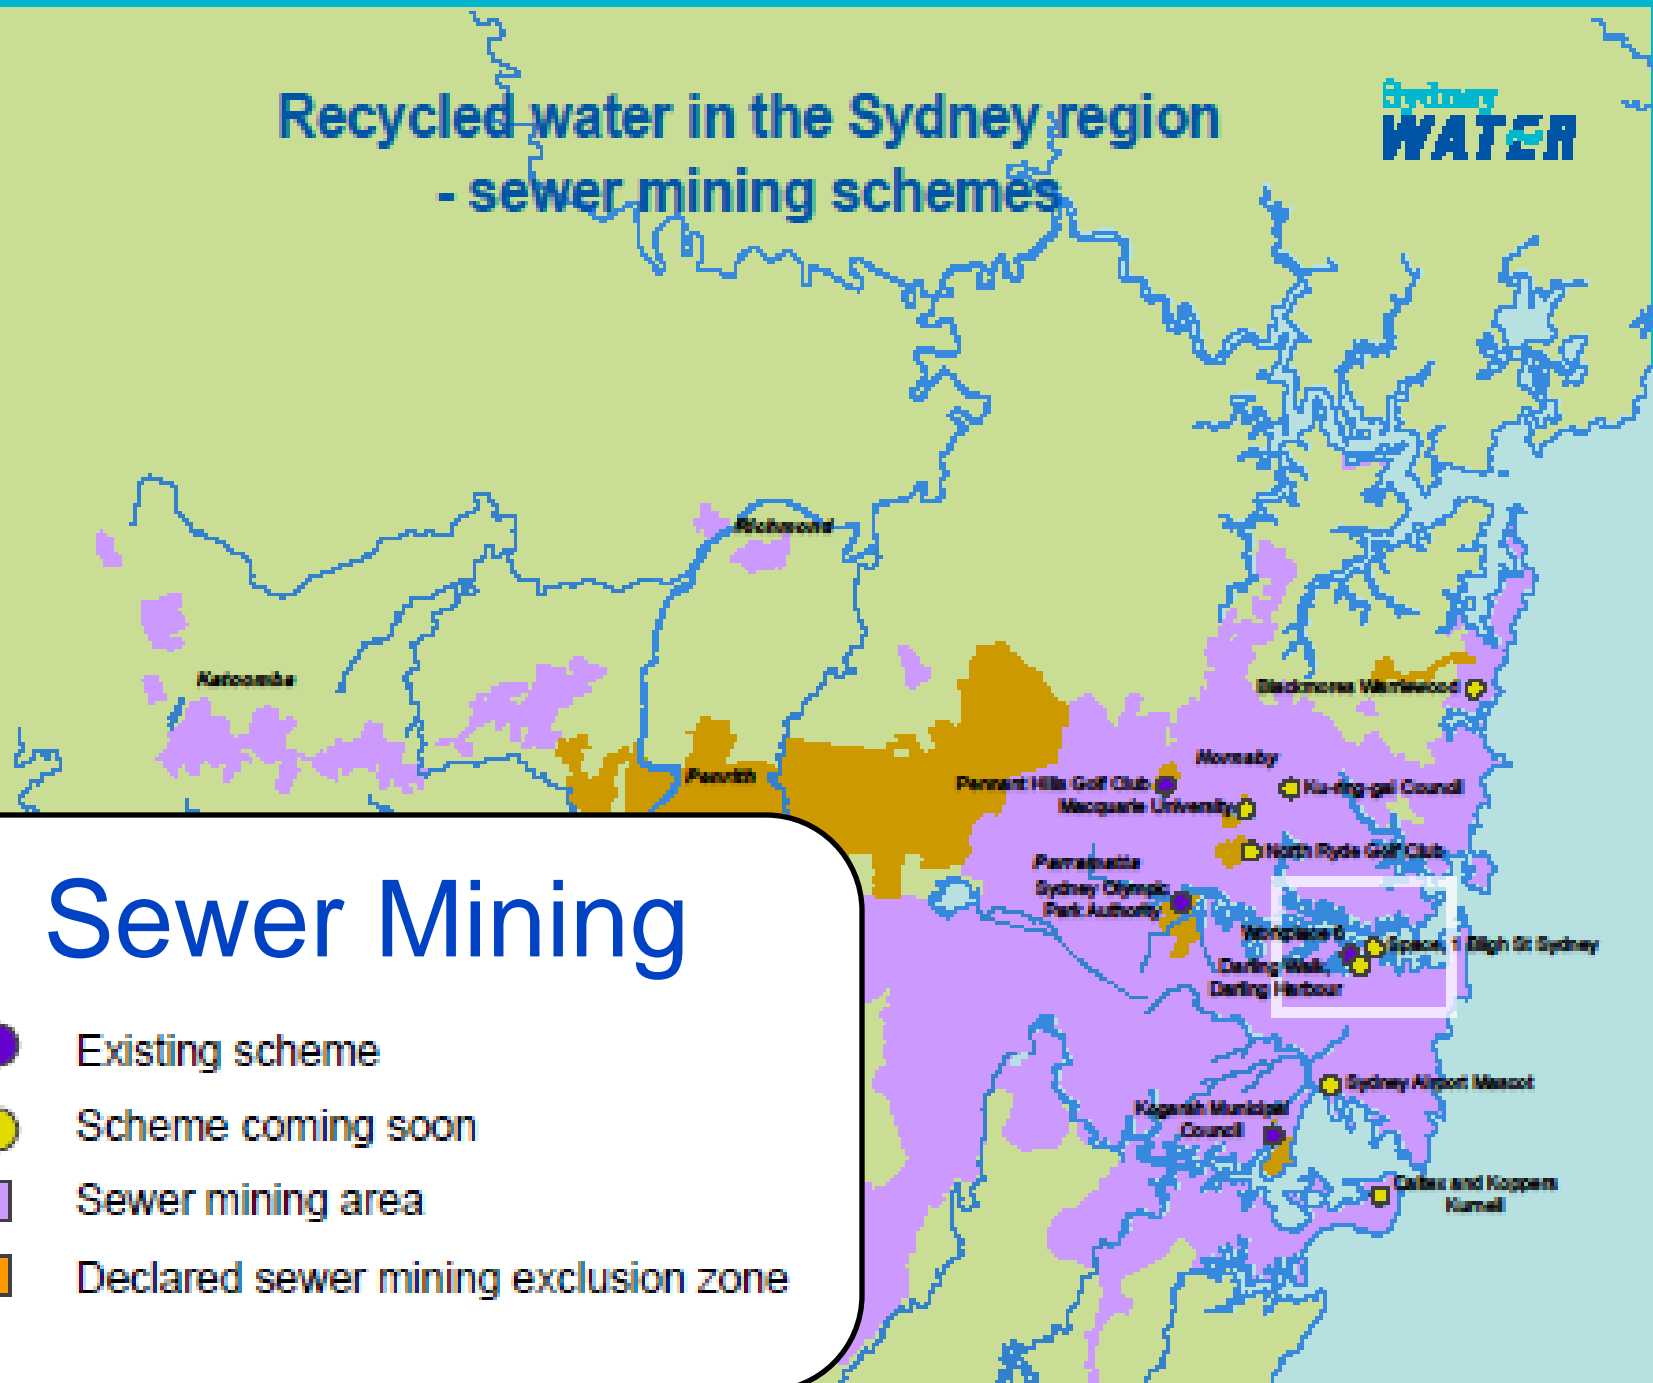 Recycled water in the Sydney region
- sewer mining schemes
Sydney
WATER
Richmond
Katoomba
Blackmores Warriewood
Hornsby
Penrith
Pennant Hills Golf Club
Ku-ring-gai Council
Macquarie University
North Ryde Golf Club
Parramatta
Sydney Olympic
Park Authority
Workplace 6
Space, 1 Bligh St Sydney
Darling Walk,
Darling Harbour
Sydney Airport Mascot
Kogarah Municipal
Council
Caltex and Koppers
Kurnell
Sewer Mining
Existing scheme
Scheme coming soon
Sewer mining area
Declared sewer mining exclusion zone